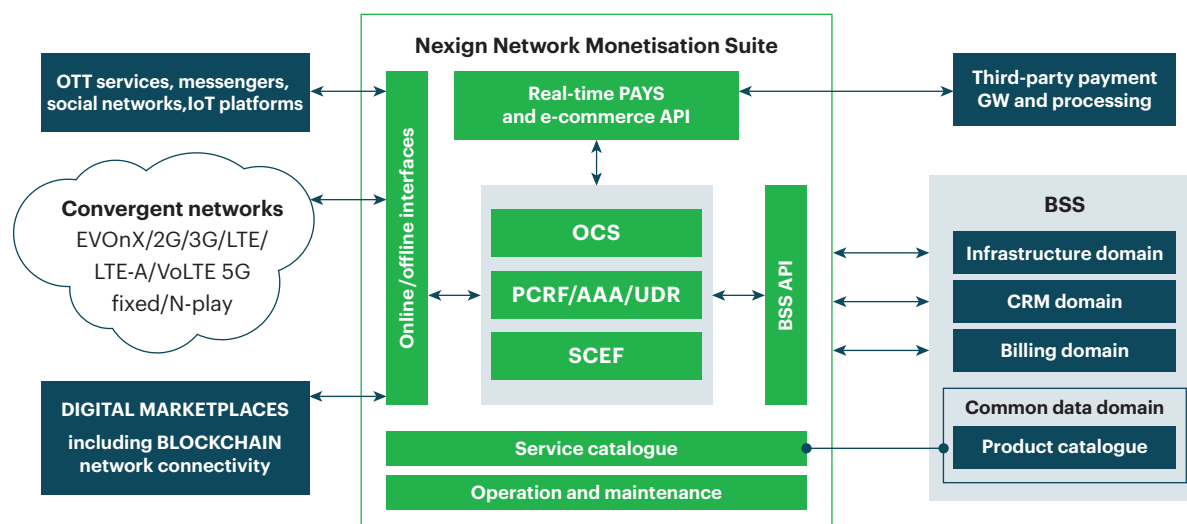 Nexign Network Monetisation Suite
OTT services, messengers,
social networks,IoT platforms
Convergent networks
EVOnX/2G/3G/LTE/
LTE-A/VoLTE 5G
fixed/N-play
DIGITAL MARKETPLACES
including BLOCKCHAIN
network connectivity
Online/offline interfaces
Real-time PAYS
and e-commerce API
OCS
PCRF/AAA/UDR
SCEF
BSS API
Service catalogue
Operation and maintenance
Third-party payment
GW and processing
BSS
Infrastructure domain
CRM domain
Billing domain
Common data domain
Product catalogue